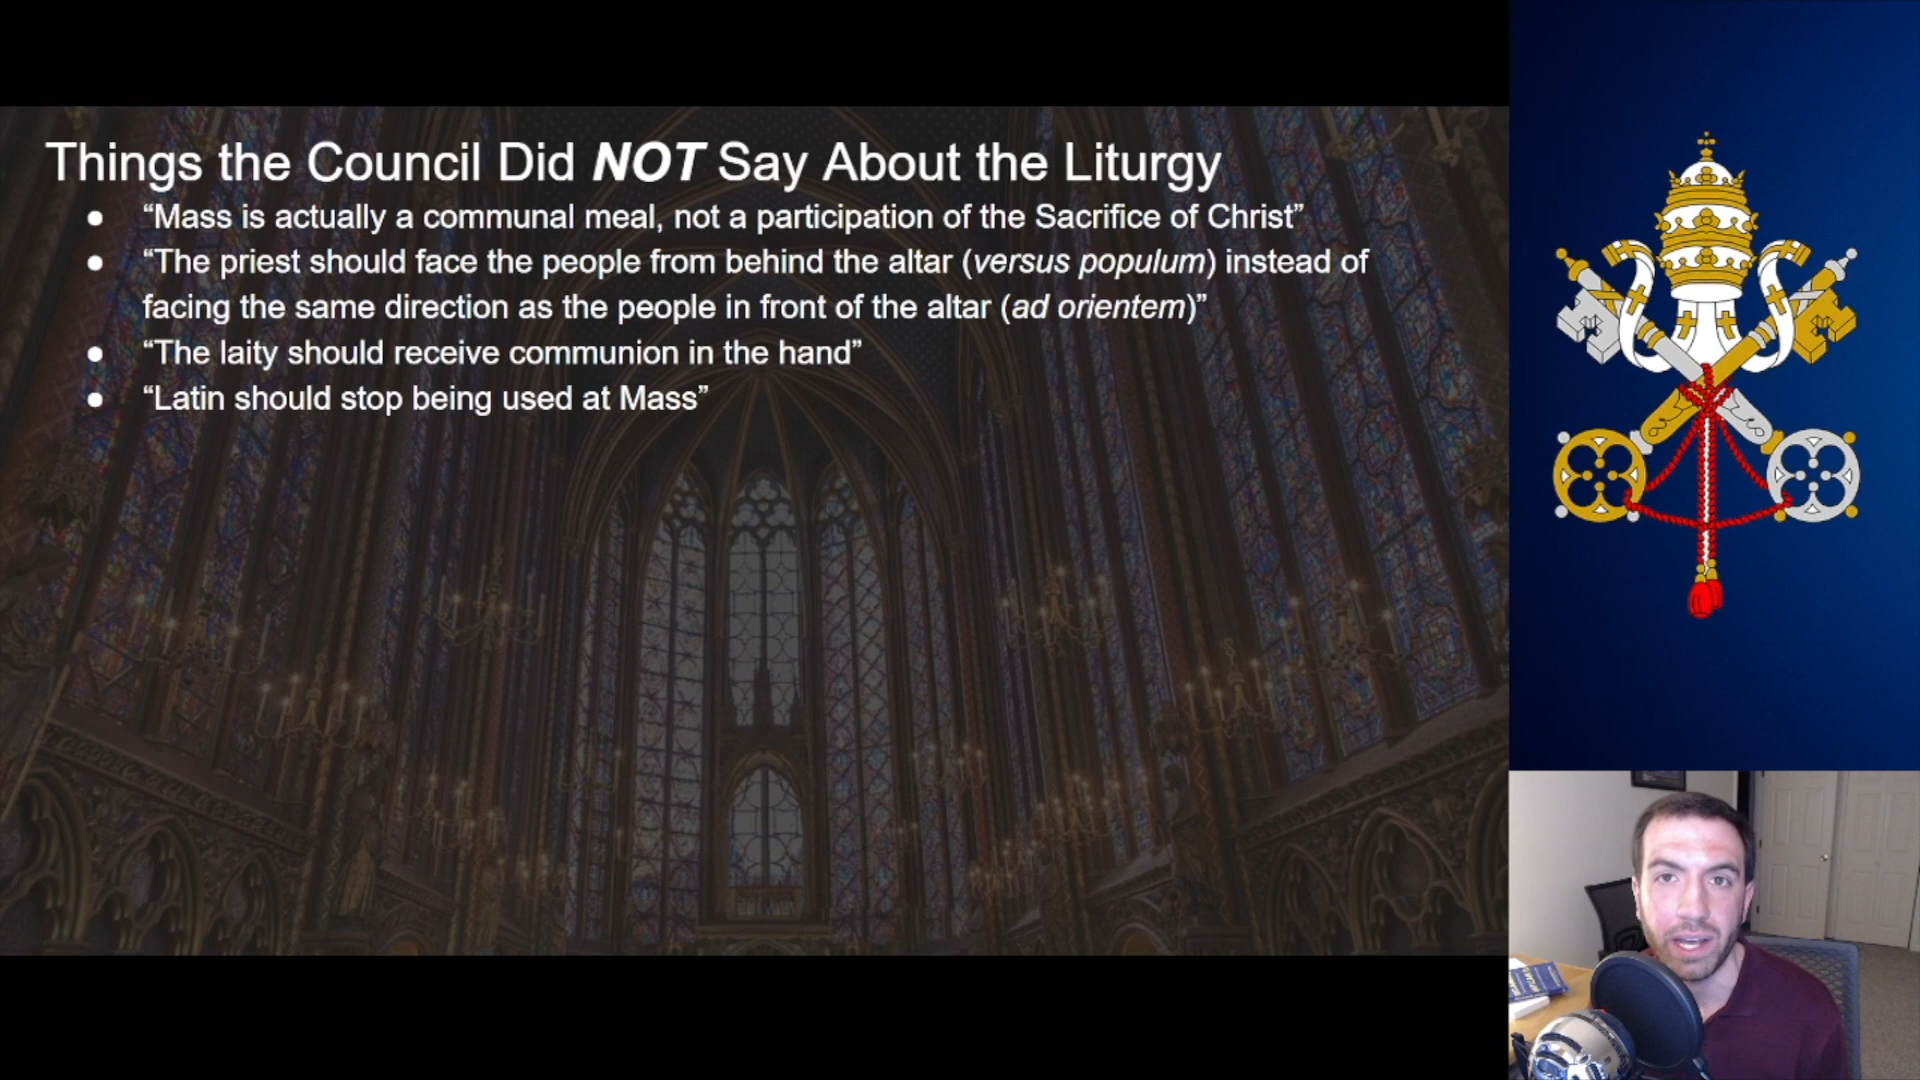 Things the Council Did NOT Say About the Liturgy
● “Mass is actually a communal meal, not a participation of the Sacrifice of Christ”
● “The priest should face the people from behind the altar (versus populum) instead of
facing the same direction as the people in front of the altar (ad orientem)”
● “The laity should receive communion in the hand”
● “Latin should stop being used at Mass”